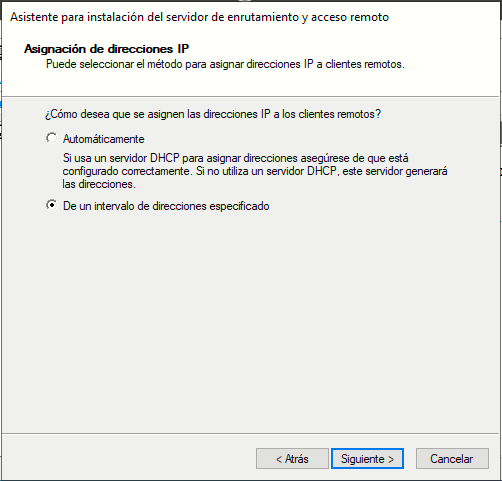 Asistente para instalación del servidor de enrutamiento y acceso remoto
Asignación de direcciones IP
Puede seleccionar el método para asignar direcciones IP a clientes remotos.
¿Cómo desea que se asignen las direcciones IP a los clientes remotos?
Automáticamente
Si usa un servidor DHCP para asignar direcciones asegúrese de que está
configurado correctamente. Si no utiliza un servidor DHCP, este servidor generará
las direcciones.
De un intervalo de direcciones especificado
< Atrás
Siguiente >
Cancelar